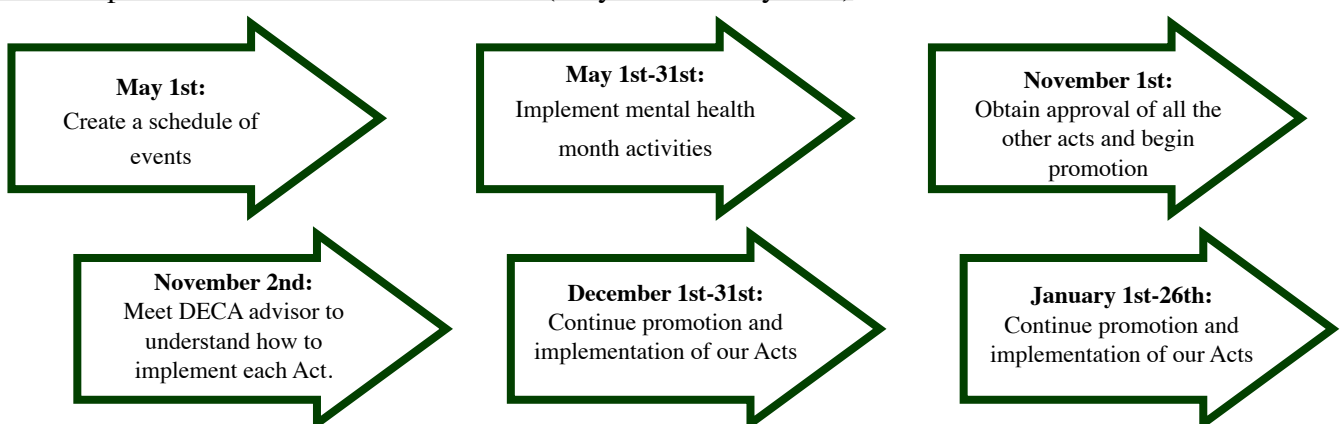 May 1st:
Create a schedule of
events
May 1st-31st:
Implement mental health
month activities
November 1st:
Obtain approval of all the
other acts and begin
promotion
November 2nd:
Meet DECA advisor to
understand how to
implement each Act.
December 1st-31st:
Continue promotion and
implementation of our Acts
January 1st-26th:
Continue promotion and
implementation of our Acts